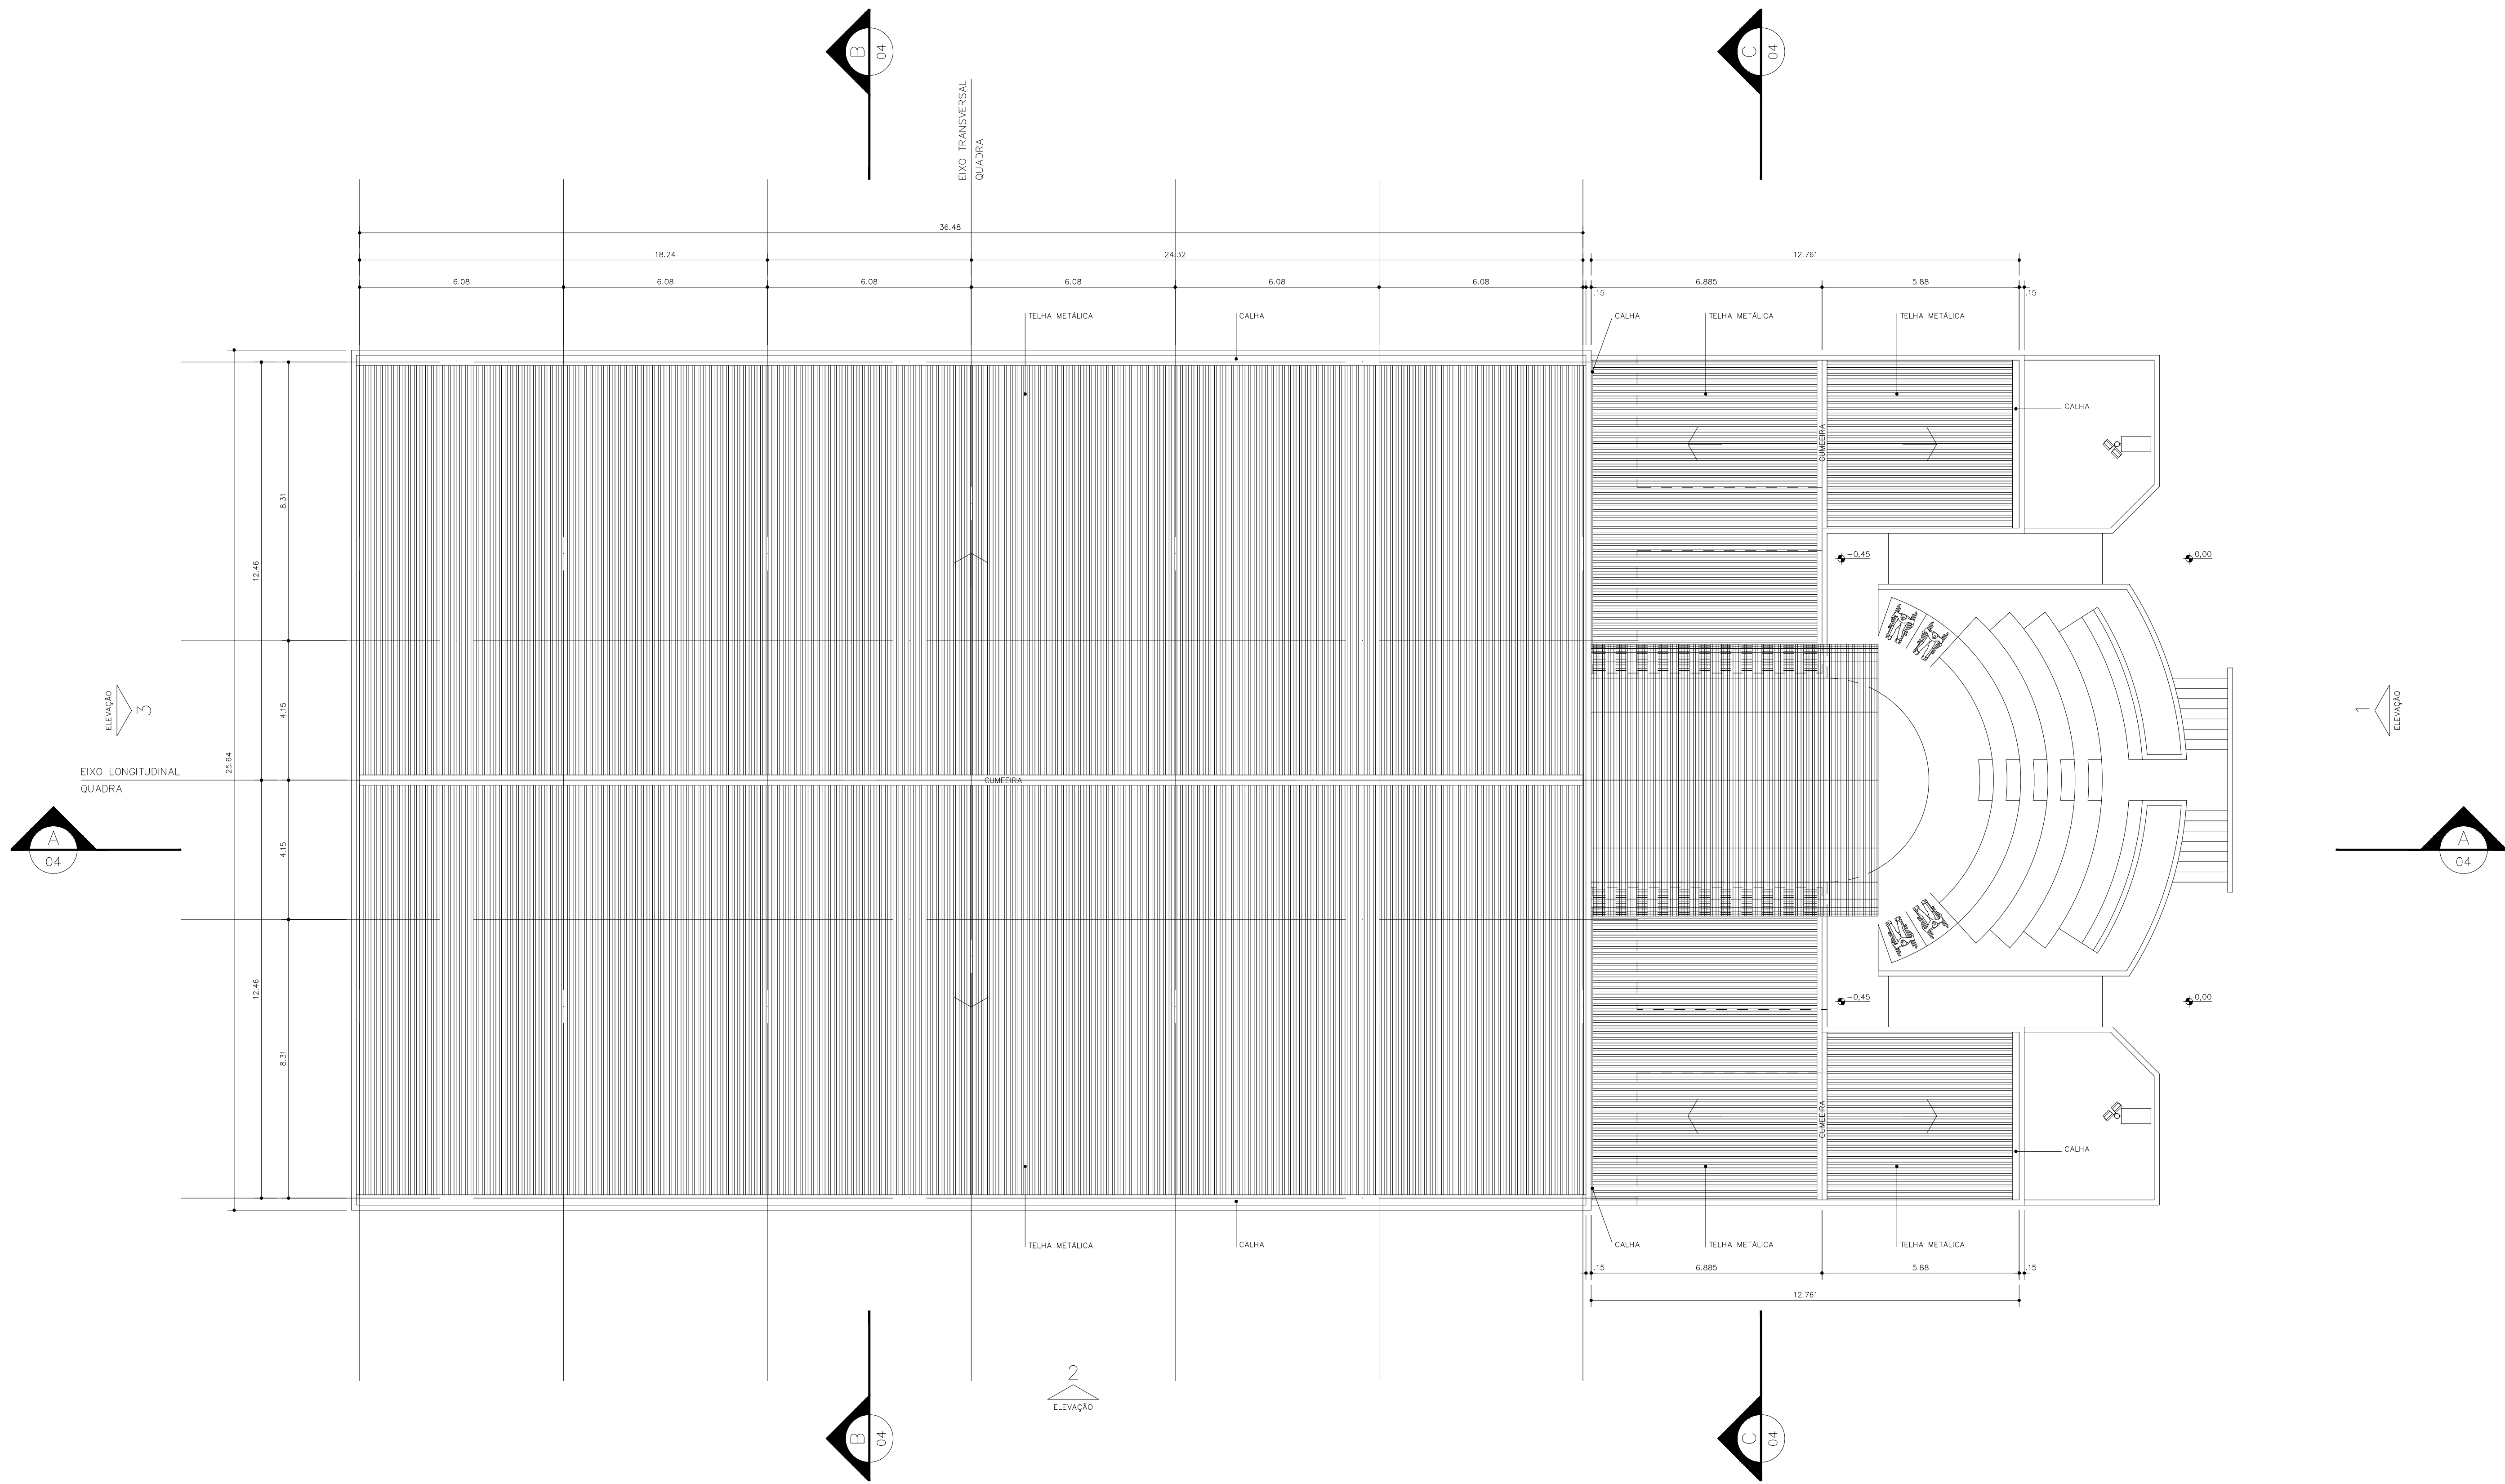 B
04
C
04
EIXO TRANSVERSAL
QUADRA
36.48
18.24
24.32
12.761
6.08
6.08
6.08
6.08
6.08
6.08
.15
6.885
5.88
.15
TELHA METÁLICA
CALHA
CALHA
TELHA METÁLICA
TELHA METÁLICA
CALHA
CUMEEIRA
8.31
12.46
-0,45
0,00
ELEVAÇÃO
3
4.15
1
ELEVAÇÃO
25.64
EIXO LONGITUDINAL
QUADRA
CUMEEIRA
A
04
4.15
A
04
12.46
-0,45
0,00
8.31
CUMEEIRA
CALHA
TELHA METÁLICA
CALHA
CALHA
TELHA METÁLICA
TELHA METÁLICA
.15
6.885
5.88
.15
12.761
2
ELEVAÇÃO
B
04
C
04